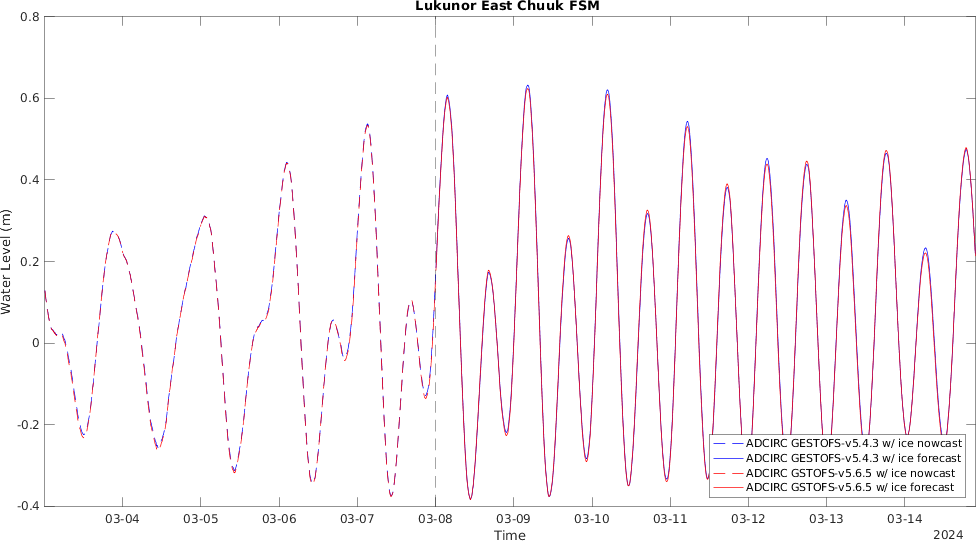 Lukunor East Chuuk FSM
0.8
0.6
0.4
0.2
0
-0.2
-0.4
Water Level (m)
03-04 03-05 03-06 03-07 03-08 03-09 03-10 03-11 03-12 03-13 03-14
Time
2024
ADCIRC GESTOFS-v5.4.3 w/ ice nowcast
ADCIRC GESTOFS-v5.4.3 w/ ice forecast
ADCIRC GSTOFS-v5.6.5 w/ ice nowcast
ADCIRC GSTOFS-v5.6.5 w/ ice forecast